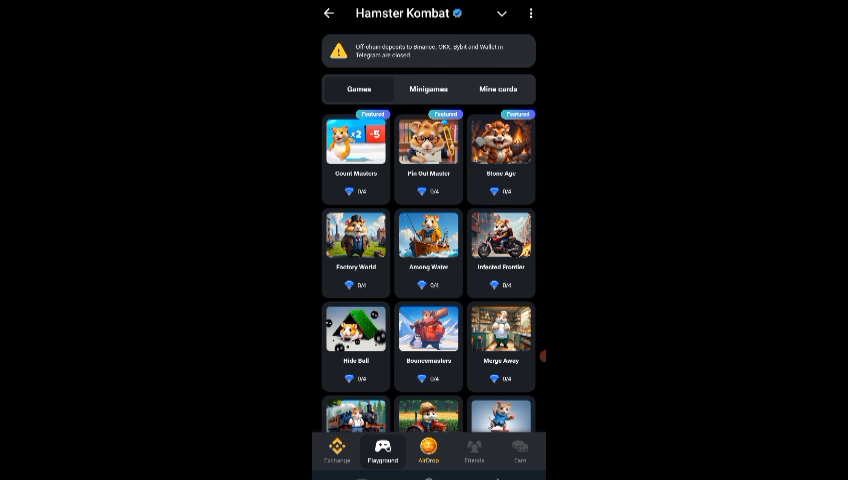 Hamster Kombat
Off-chain deposits to Binance, OKX, Bybit and Wallet in
Telegram are closed
Games
Minigames
Mine cards
Featured
Featured
Featured
x2
-5
Count Masters
Pin Out Master
Stone Age
0/4
0/4
0/4
Factory World
Among Water
Infected Frontier
0/4
0/4
0/4
Hide Ball
Bouncemasters
Merge Away
0/4
0/4
0/4
Exchange
Playground
AirDrop
Friends
Earn